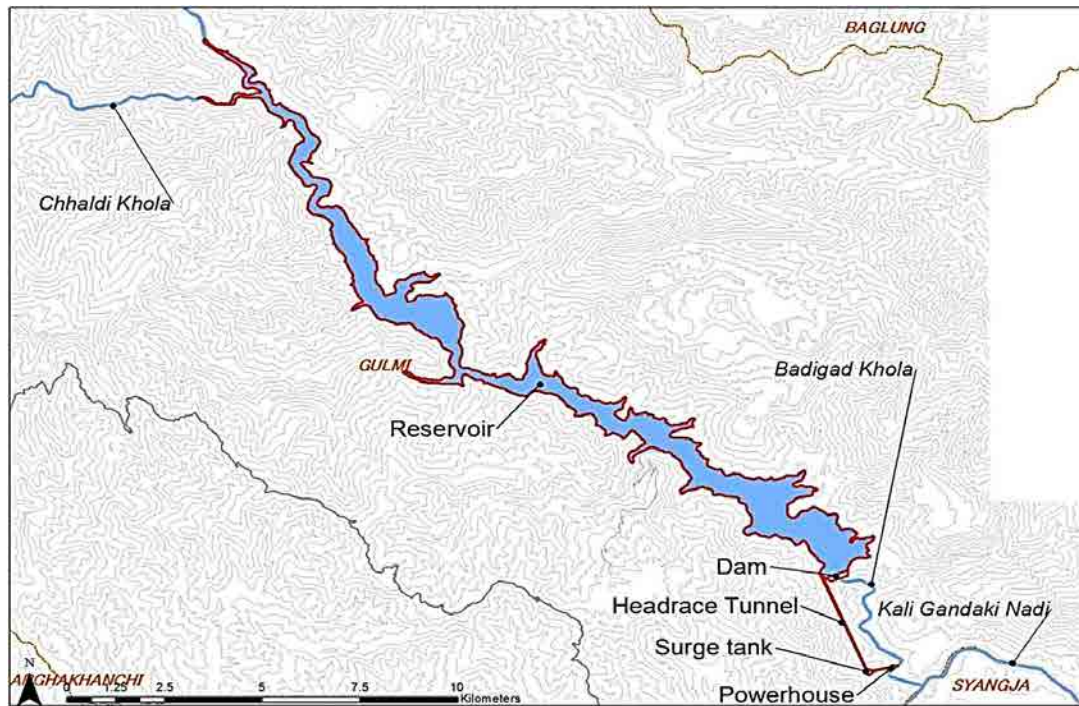 BAGLUNG
Chhaldi Khola
GULMI
Badigad Khola
Reservoir
Dam
Headrace Tunnel
Kali Gandaki Nadi
Surge tank
N
ARGHAKHANCHI
0 1.25 2.5 5 7.5 10
Kilometers
SYANGJA
Powerhouse